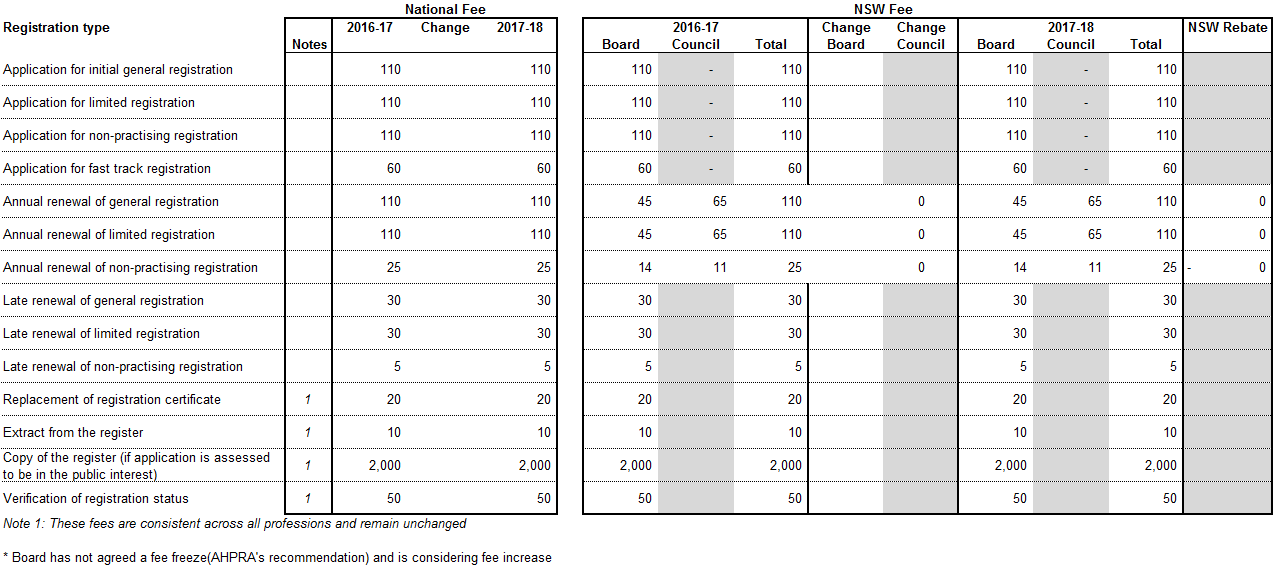 National Fee NSW Fee
Registration type Notes 2016-17 Change 2017-18 2016-17 Change Change 2017-18 NSW Rebate
Board Council Total Board Council Board Council Total
Application for initial general registration 110 110 110 - 110 110 - 110
Application for limited registration 110 110 110 - 110 110 - 110
Application for non-practising registration 110 110 110 - 110 110 - 110
Application for fast track registration 60 60 60 - 60 60 - 60
Annual renewal of general registration 110 110 45 65 110 0 45 65 110 0
Annual renewal of limited registration 110 110 45 65 110 0 45 65 110 0
Annual renewal of non-practising registration 25 25 14 11 25 0 14 11 25 - 0
Late renewal of general registration 30 30 30 30 30 30
Late renewal of limited registration 30 30 30 30 30 30
Late renewal of non-practising registration 5 5 5 5 5 5
Replacement of registration certificate 1 20 20 20 20 20 20
Extract from the register 1 10 10 10 10 10 10
Copy of the register (if application is assessed
to be in the public interest) 1 2,000 2,000 2,000 2,000 2,000 2,000
Verification of registration status 1 50 50 50 50 50 50
Note 1: These fees are consistent across all professions and remain unchanged
* Board has not agreed a fee freeze(AHPRA's recommendation) and is considering fee increase